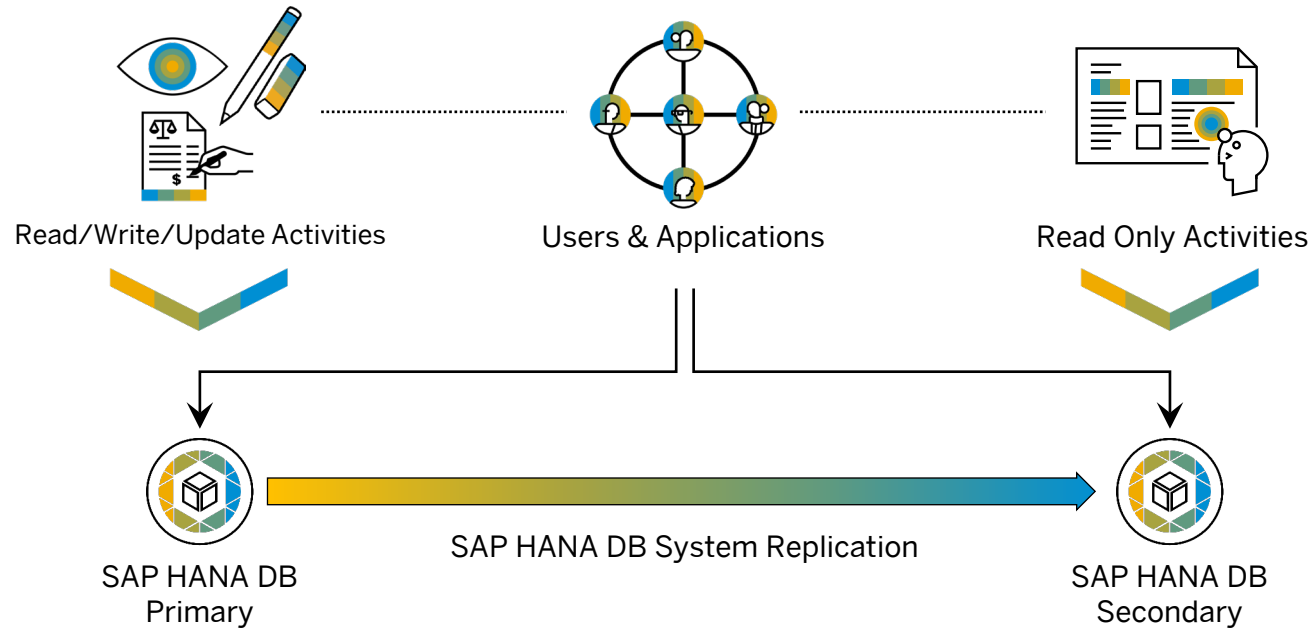 $
Read/Write/Update Activities
Users & Applications
Read Only Activities
SAP HANA DB System Replication
SAP HANA DB
Primary
SAP HANA DB
Secondary